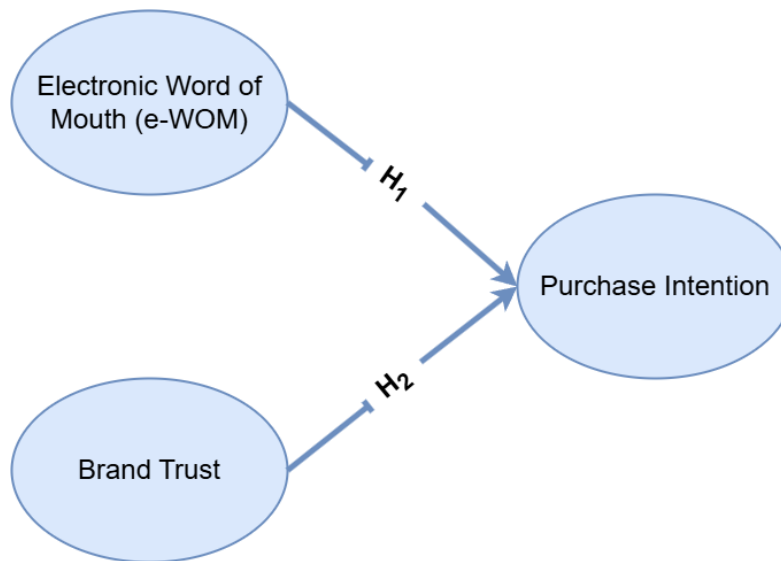 Electronic Word of
Mouth (e-WOM)
H1
Purchase Intention
H2
Brand Trust